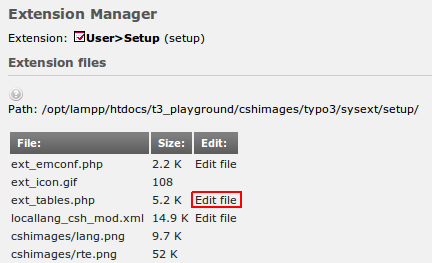 Extension Manager
Extension: User>Setup (setup)
Extension files
Path: /opt/lampp/htdocs/t3_playground/cshimages/typo3/sysext/setup/
File: Size: Edit:
ext_emconf.php 2.2 K Edit file
ext_icon.gif 108
ext_tables.php 5.2 K Edit file
locallang_csh_mod.xml 14.9 K Edit file
cshimages/lang.png 9.7 K
cshimages/rte.png 52 K